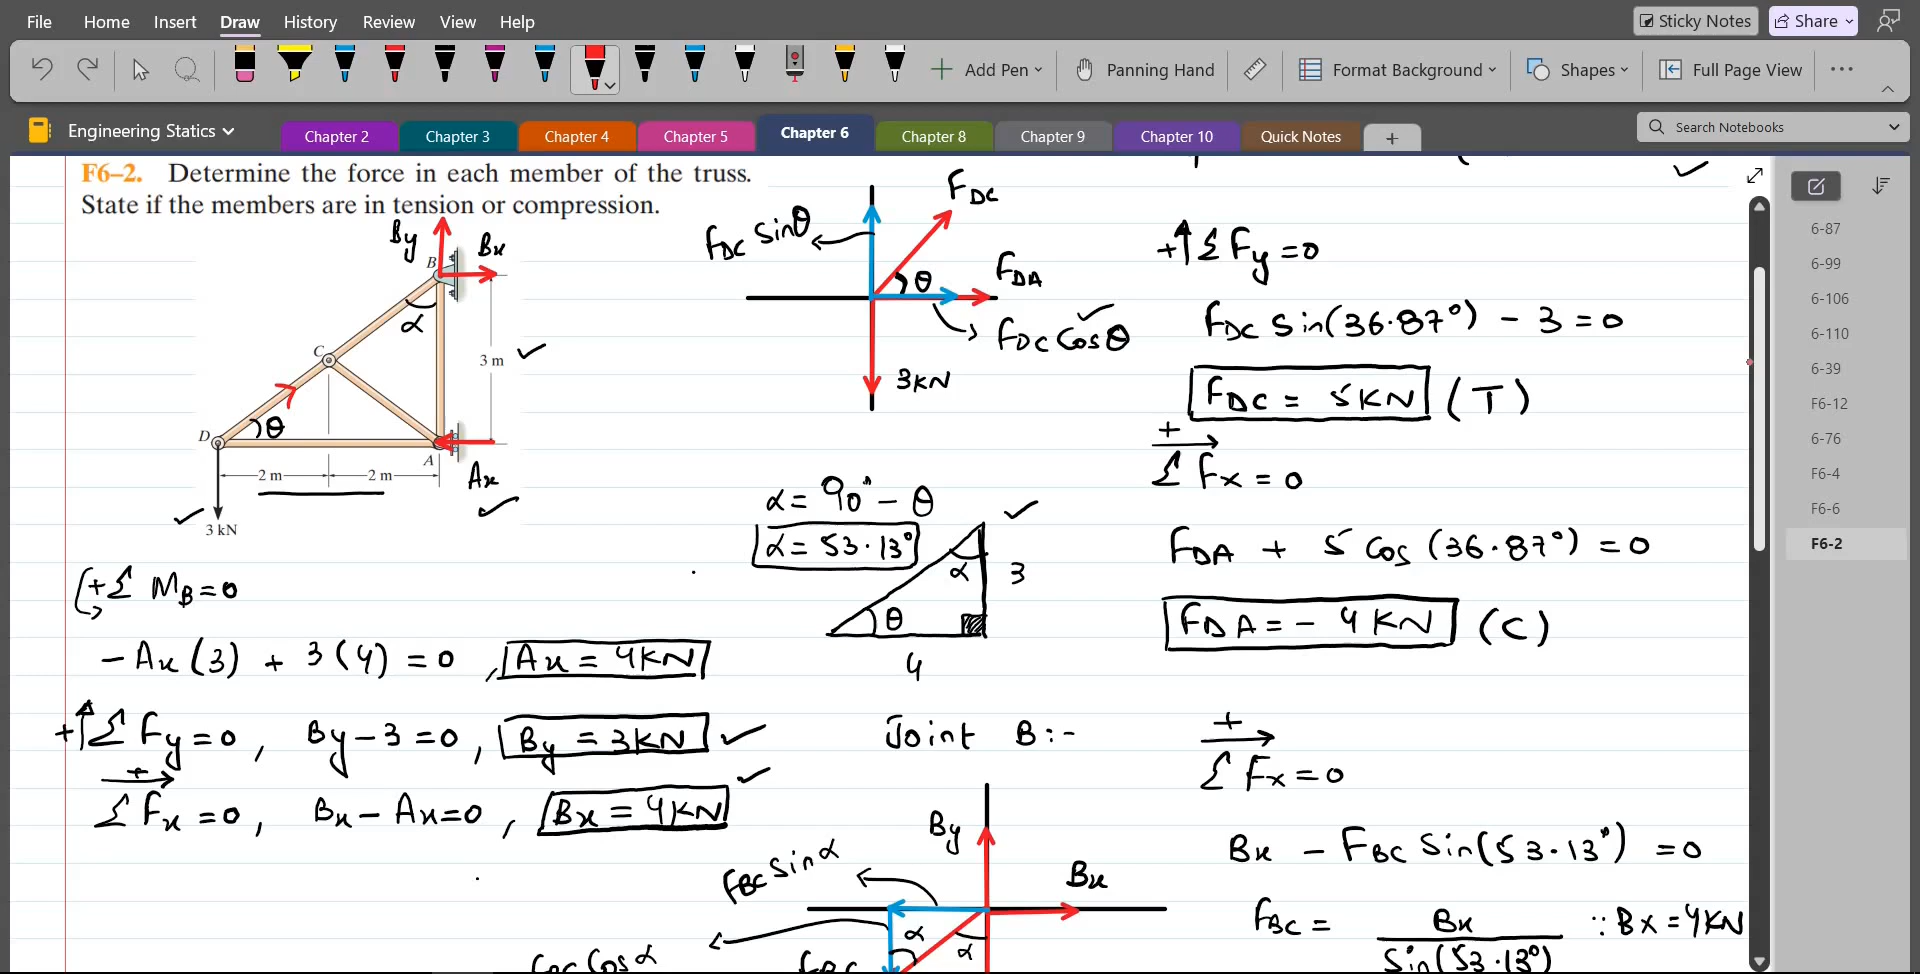 File Home Insert Draw History Review View Help Sticky Notes Share
Add Pen Panning Hand Format Background Shapes Full Page View
Engineering Statics Chapter 2 Chapter 3 Chapter 4 Chapter 5 Chapter 6 Chapter 8 Chapter 9 Chapter 10 Quick Notes + Search Notebooks
F6–2. Determine the force in each member of the truss.
State if the members are in tension or compression.
By
Bx
B
α
C
3 m
D
θ
A
2 m
2 m
Ax
3 kN
(+Σ MB = 0
-Ax(3) + 3(4) = 0, Ax = 4KN
+↑Σ Fy = 0, By - 3 = 0, By = 3KN
+→
Σ Fx = 0, Bx - Ax = 0, Bx = 4KN
FDC
FDC Sinθ
θ
FDA
FDC Cosθ
3KN
α = 90° - θ
α = 53.13°
α
3
θ
4
Joint B:-
By
Bx
FBC Sinα
α
α
Cosα
FBC
+↑Σ Fy = 0
FDC Sin(36.87°) - 3 = 0
FDC = 5KN (T)
+→
Σ Fx = 0
FDA + 5 Cos(36.87°) = 0
FDA = - 4KN (C)
+→
Σ Fx = 0
Bx - FBC Sin(53.13°) = 0
FBC = Bx / Sin(53.13°) ∵ Bx = 4KN
6-87
6-99
6-106
6-110
6-39
F6-12
6-76
F6-4
F6-6
F6-2